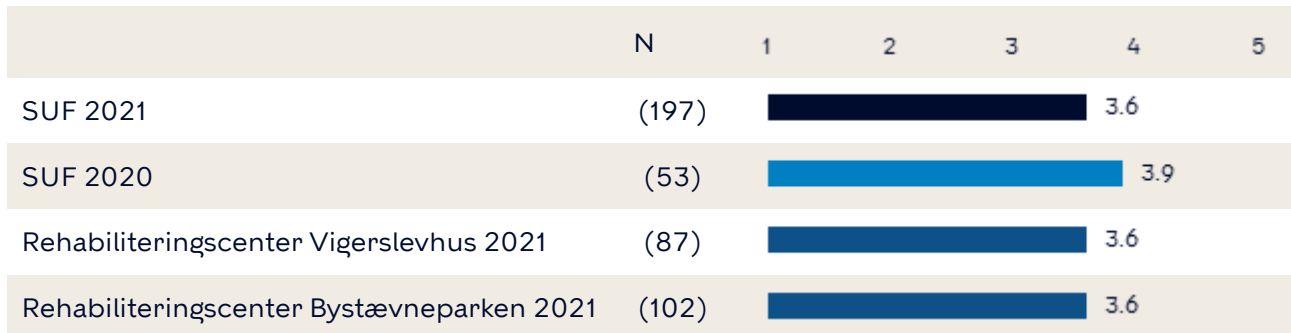 N 1 2 3 4 5
SUF 2021 (197) 3.6
SUF 2020 (53) 3.9
Rehabiliteringscenter Vigerslevhus 2021 (87) 3.6
Rehabiliteringscenter Bystævneparken 2021 (102) 3.6